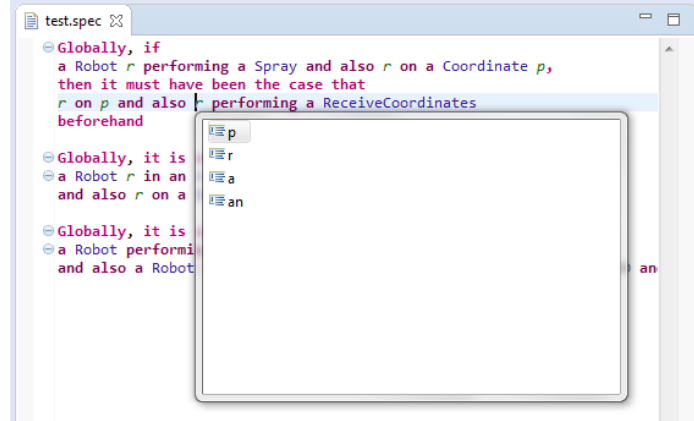 test.spec
Globally, if
a Robot r performing a Spray and also r on a Coordinate p,
then it must have been the case that
r on p and also r performing a ReceiveCoordinates
beforehand
p
r
a
an
Globally, it is
a Robot r in an
and also r on a
Globally, it is
a Robot
and also a Robot